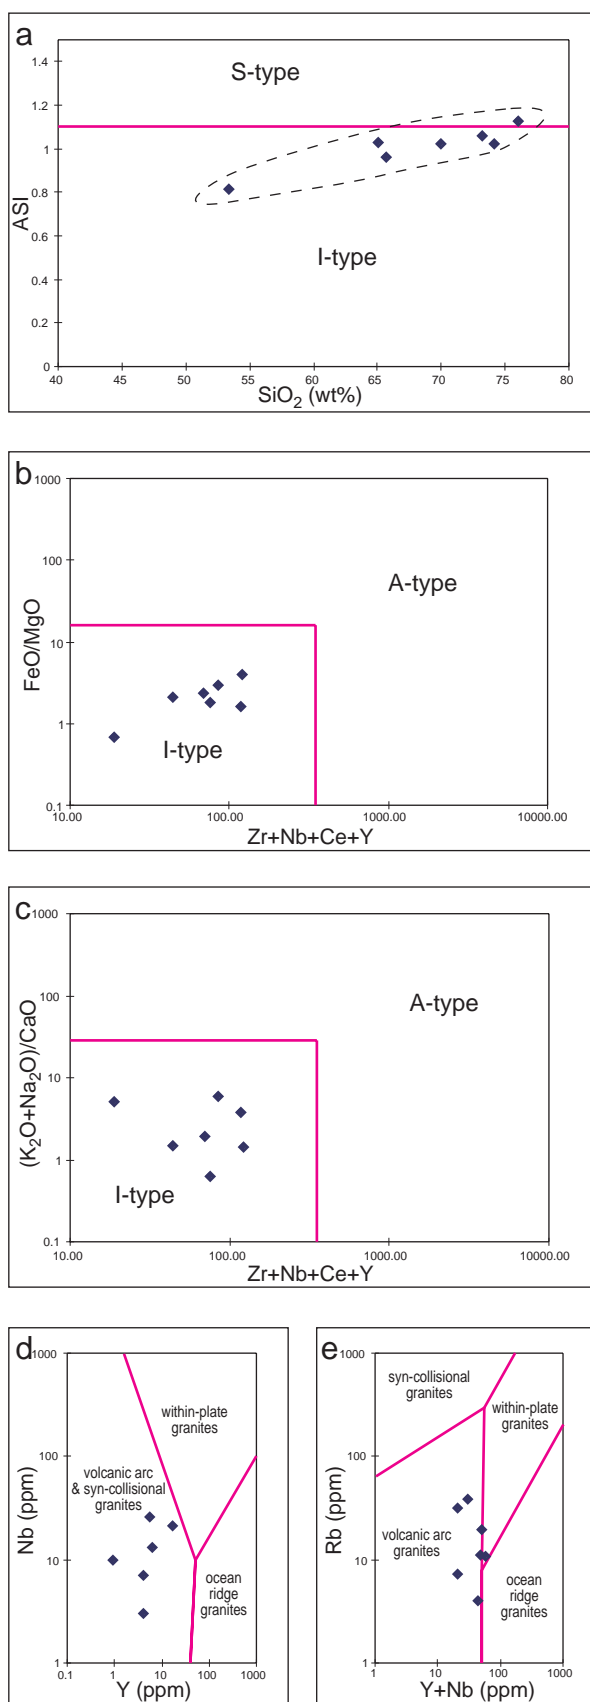 a
1.4
1.2
1
0.8
0.6
0.4
0.2
0
ASI
S-type
I-type
40 45 50 55 60 65 70 75 80
SiO₂ (wt%)
b
1000
100
10
1
0.1
FeO/MgO
A-type
I-type
10.00 100.00 1000.00 10000.00
Zr+Nb+Ce+Y
c
1000
100
10
1
0.1
(K₂O+Na₂O)/CaO
A-type
I-type
10.00 100.00 1000.00 10000.00
Zr+Nb+Ce+Y
d
1000
100
10
1
Nb (ppm)
within-plate
granites
volcanic arc
& syn-collisional
granites
ocean
ridge
granites
0.1 1 10 100 1000
Y (ppm)
e
1000
100
10
1
Rb (ppm)
syn-collisional
granites
within-plate
granites
volcanic arc
granites
ocean
ridge
granites
1 10 100 1000
Y+Nb (ppm)